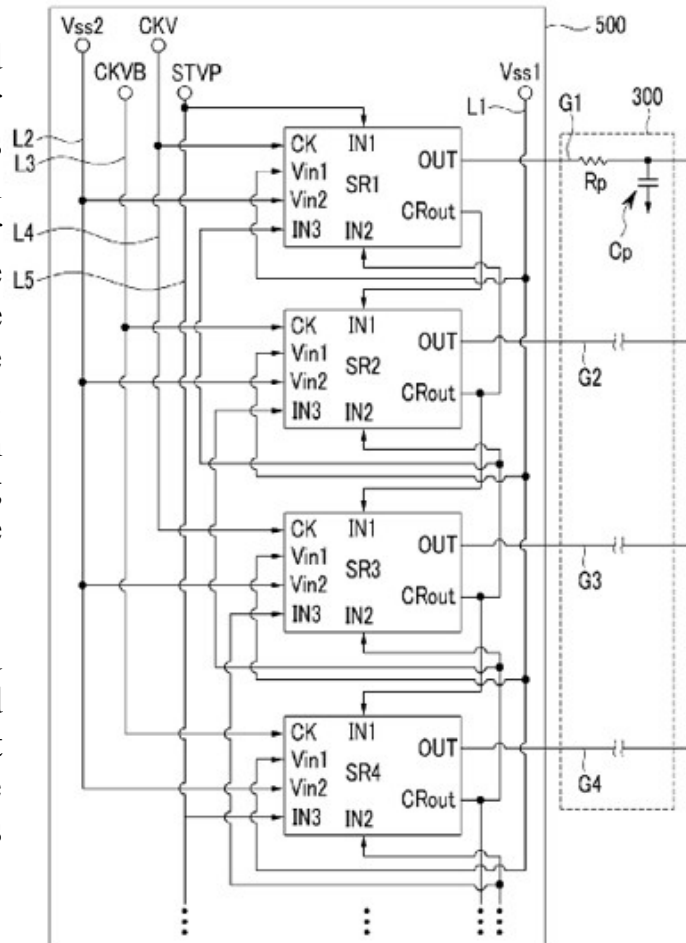 Vss2 CKV
CKVB STVP
Vss1
500
L1
G1
300
L2
L3
L4
L5
CK IN1
Vin1
Vin2 SR1
IN3 IN2
OUT
CRout
Rp
Cp
CK IN1
Vin1
Vin2 SR2
IN3 IN2
OUT
CRout
G2
CK IN1
Vin1
Vin2 SR3
IN3 IN2
OUT
CRout
G3
CK IN1
Vin1
Vin2 SR4
IN3 IN2
OUT
CRout
G4